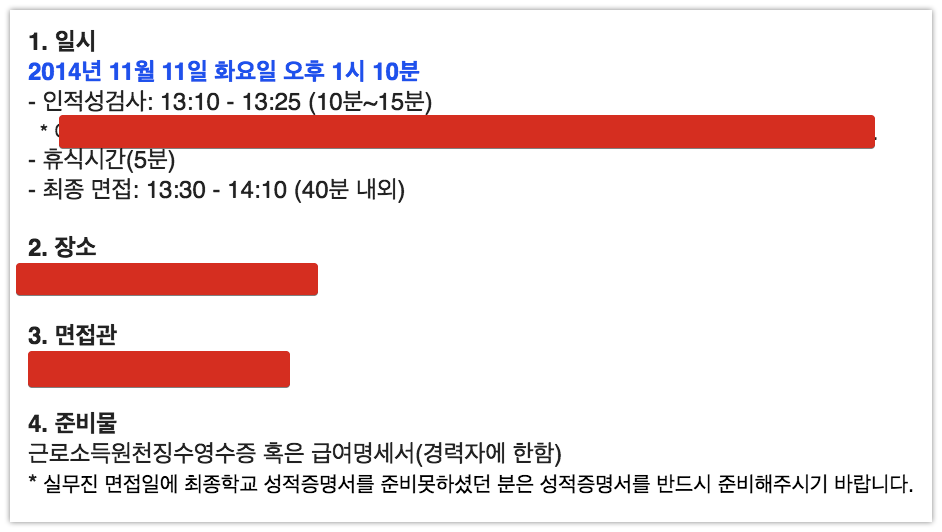 1. 일시
2014년 11월 11일 화요일 오후 1시 10분
- 인적성검사: 13:10 - 13:25 (10분~15분)
*
- 휴식시간(5분)
- 최종 면접: 13:30 - 14:10 (40분 내외)
2. 장소
3. 면접관
4. 준비물
근로소득원천징수영수증 혹은 급여명세서(경력자에 한함)
* 실무진 면접일에 최종학교 성적증명서를 준비못하셨던 분은 성적증명서를 반드시 준비해주시기 바랍니다.